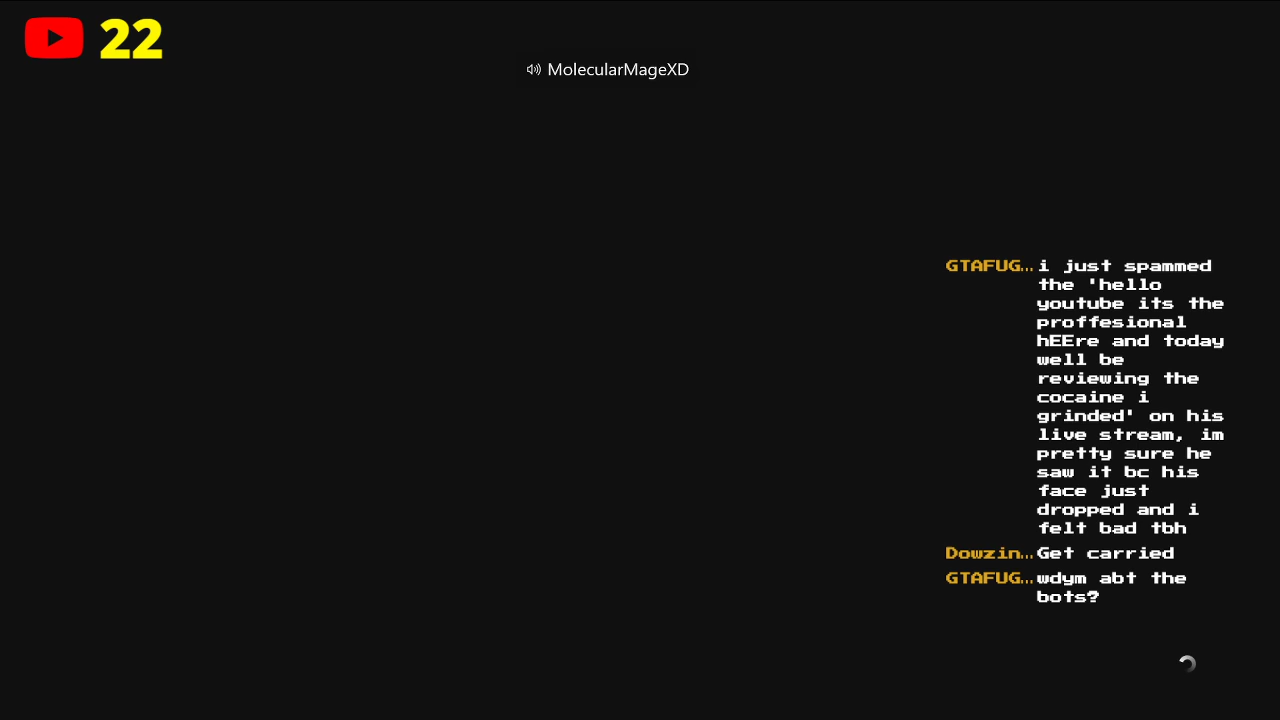 22
MolecularMageXD
GTAFUG… i just spammed
the 'hello
youtube its the
proffesional
hEEre and today
well be
reviewing the
cocaine i
grinded' on his
live stream, im
pretty sure he
saw it bc his
face just
dropped and i
felt bad tbh
Dowzin… Get carried
GTAFUG… wdym abt the
bots?